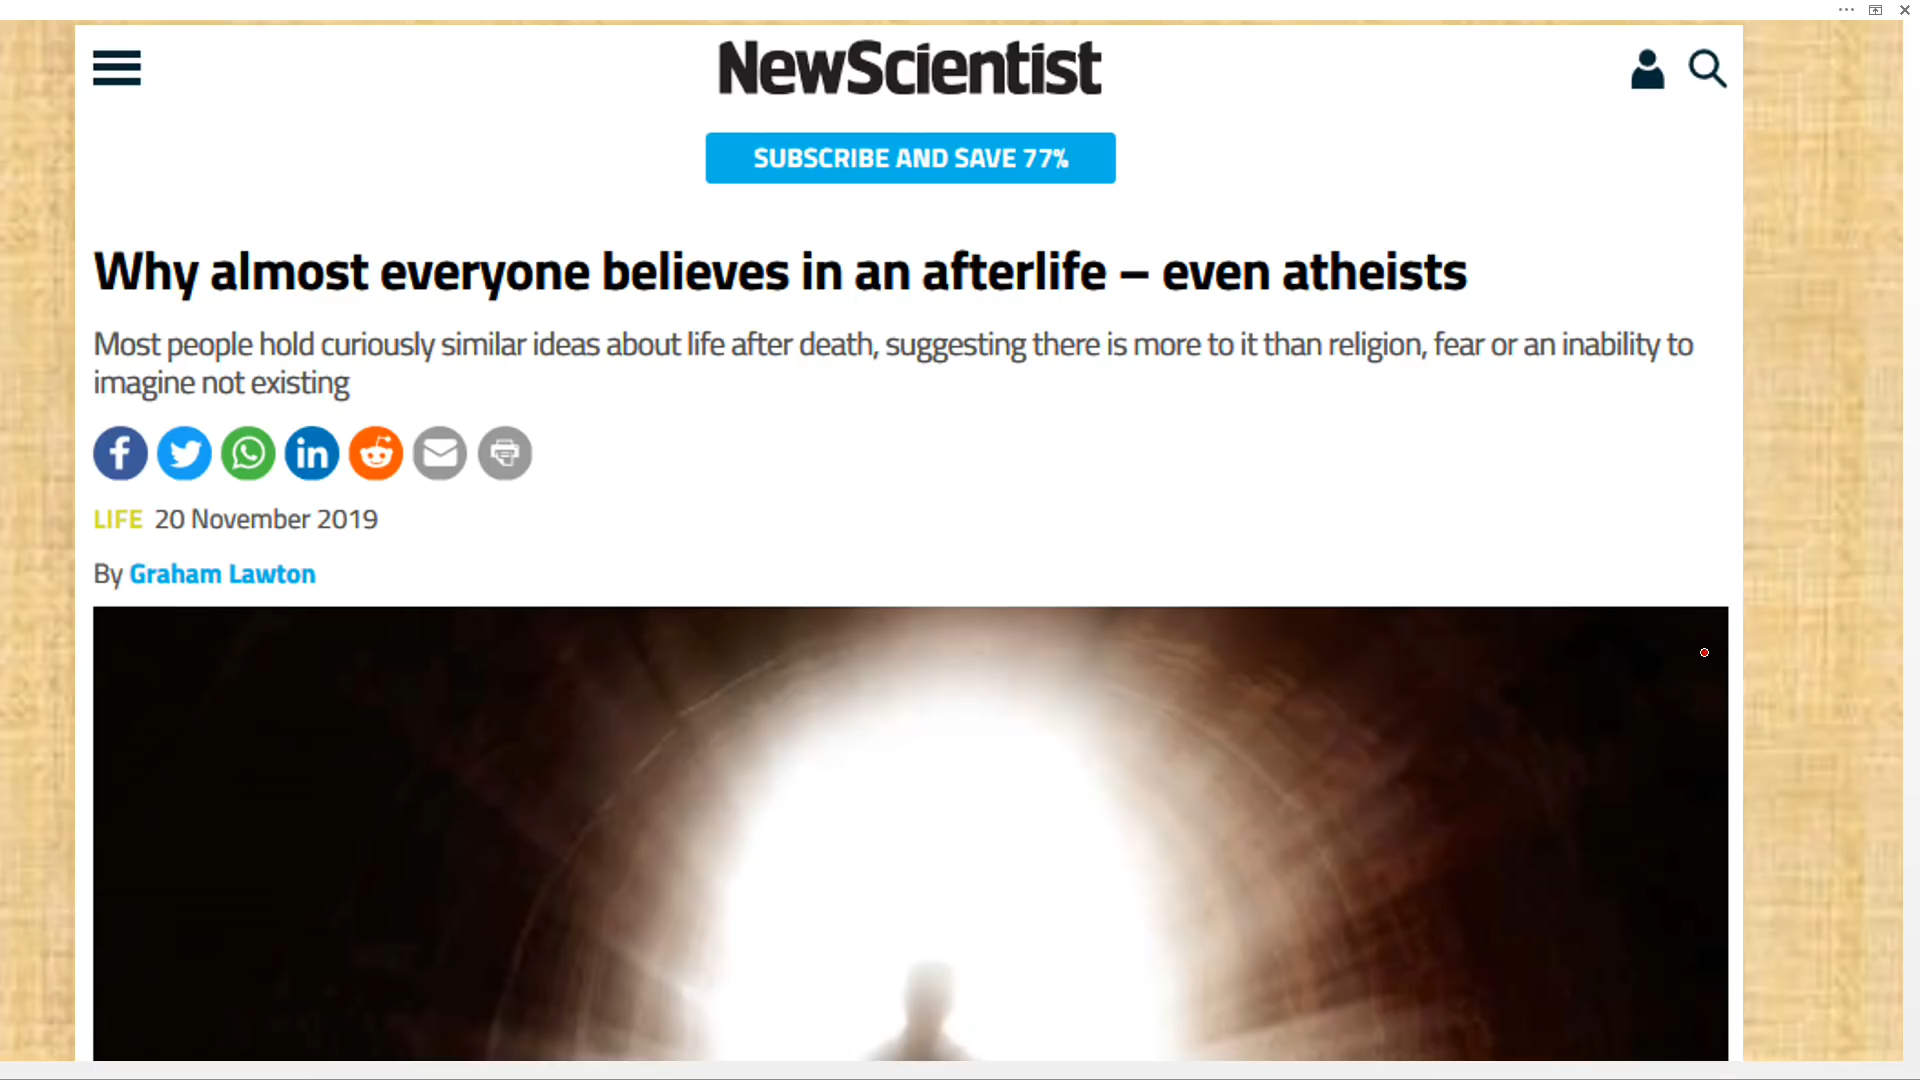 NewScientist
SUBSCRIBE AND SAVE 77%
Why almost everyone believes in an afterlife – even atheists
Most people hold curiously similar ideas about life after death, suggesting there is more to it than religion, fear or an inability to
imagine not existing
LIFE 20 November 2019
By Graham Lawton